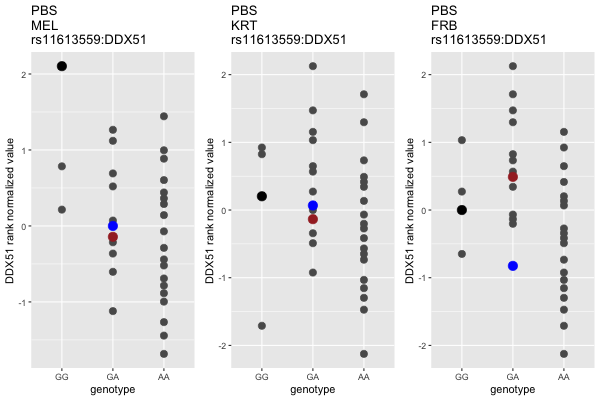 PBS
MEL
rs11613559:DDX51
DDX51 rank normalized value
2
1
0
-1
GG
GA
AA
genotype
PBS
KRT
rs11613559:DDX51
DDX51 rank normalized value
2
1
0
-1
-2
GG
GA
AA
genotype
PBS
FRB
rs11613559:DDX51
DDX51 rank normalized value
2
1
0
-1
-2
GG
GA
AA
genotype